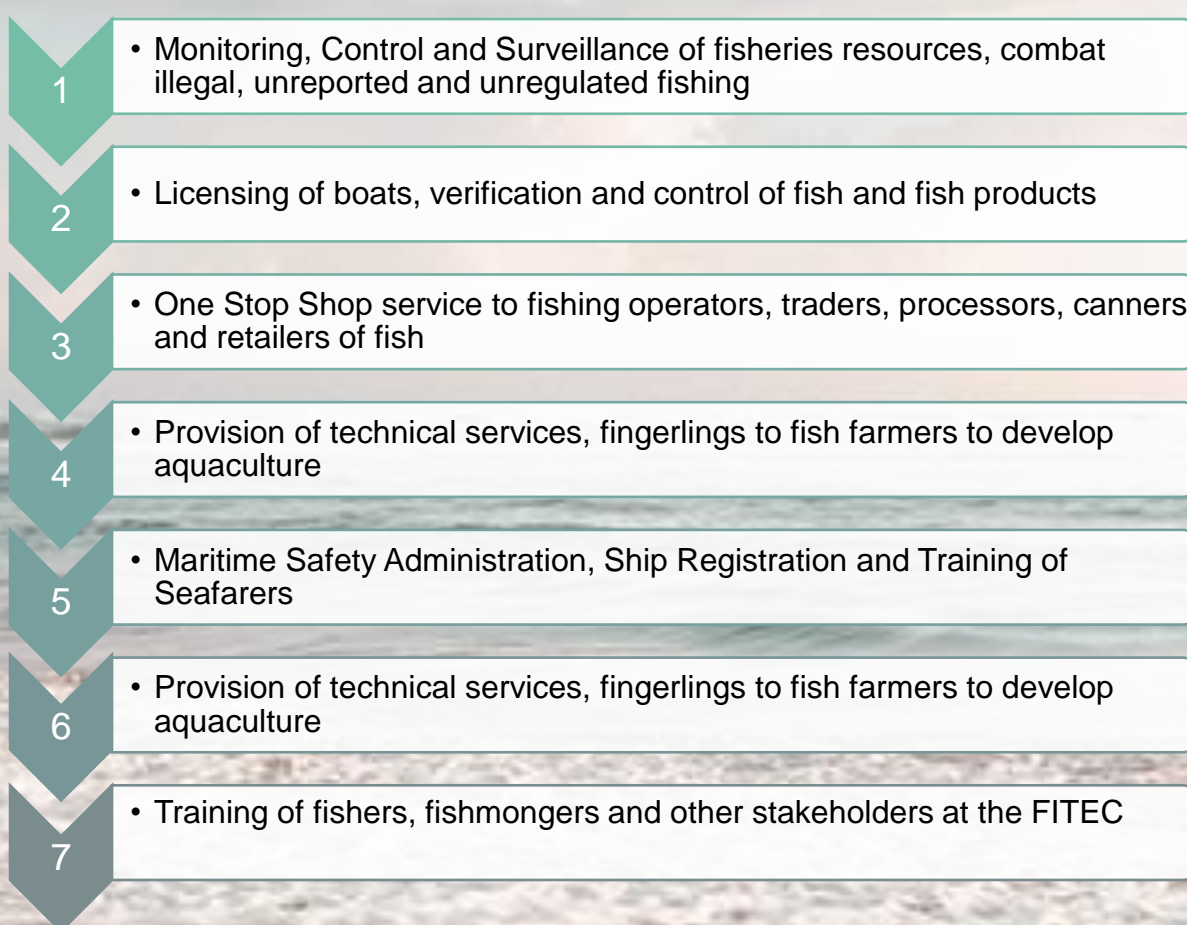 1
• Monitoring, Control and Surveillance of fisheries resources, combat
illegal, unreported and unregulated fishing
2
• Licensing of boats, verification and control of fish and fish products
3
• One Stop Shop service to fishing operators, traders, processors, canners
and retailers of fish
4
• Provision of technical services, fingerlings to fish farmers to develop
aquaculture
5
• Maritime Safety Administration, Ship Registration and Training of
Seafarers
6
• Provision of technical services, fingerlings to fish farmers to develop
aquaculture
7
• Training of fishers, fishmongers and other stakeholders at the FITEC